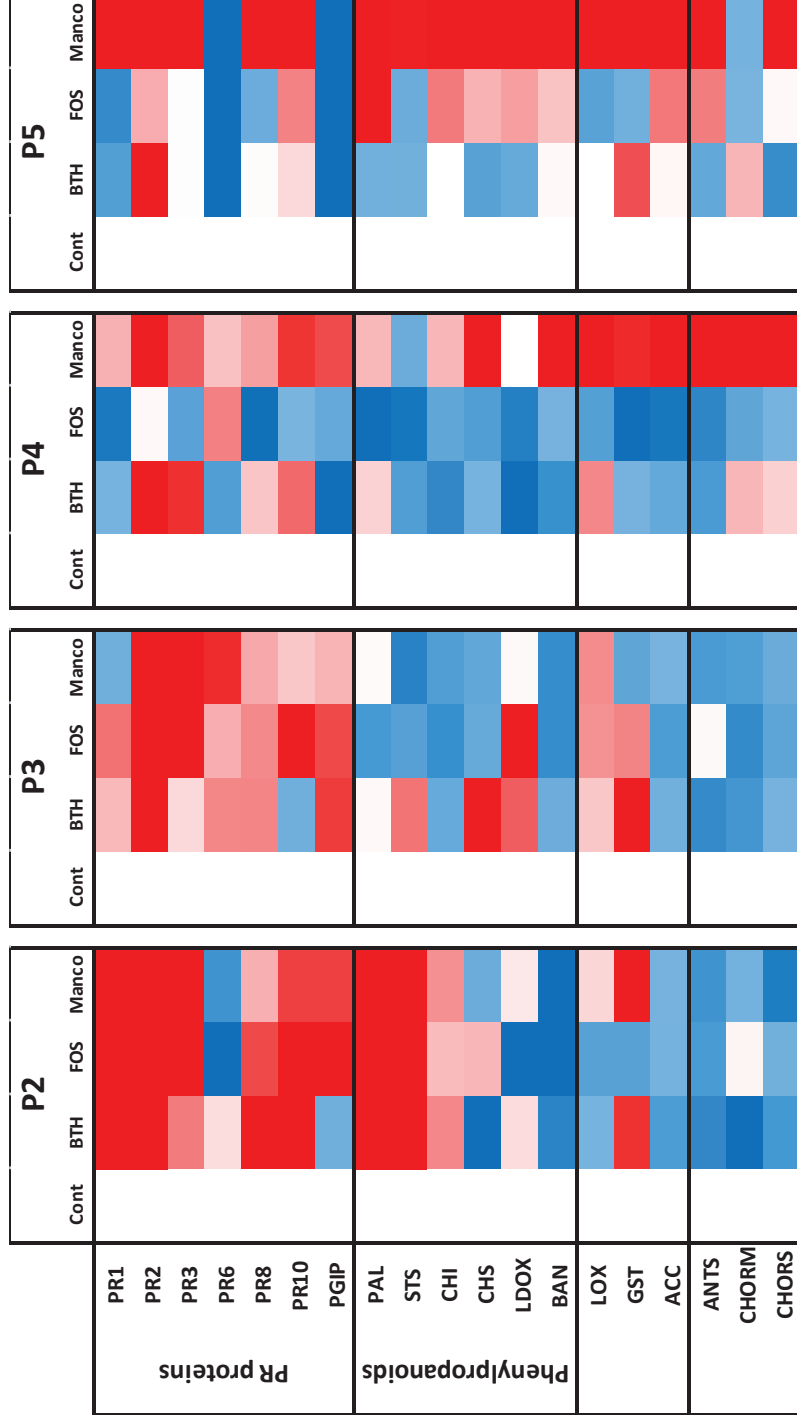 P2 P3 P4 P5
Cont BTH FOS Manco Cont BTH FOS Manco Cont BTH FOS Manco Cont BTH FOS Manco
PR proteins
PR1
PR2
PR3
PR6
PR8
PR10
PGIP
Phenylpropanoids
PAL
STS
CHI
CHS
LDOX
BAN
LOX
GST
ACC
ANTS
CHORM
CHORS